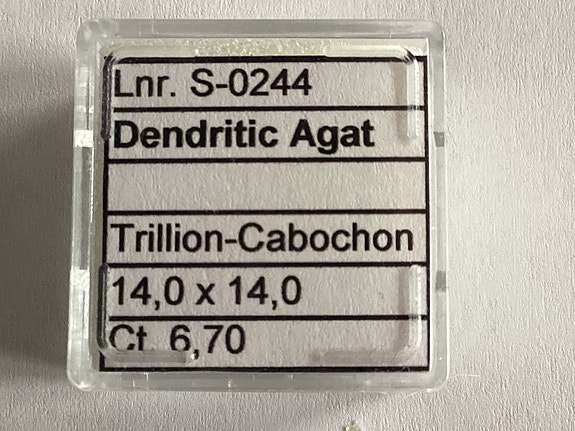 Lnr. S-0244
Dendritic Agat
Trillion-Cabochon
14,0 x 14,0
Ct. 6,70